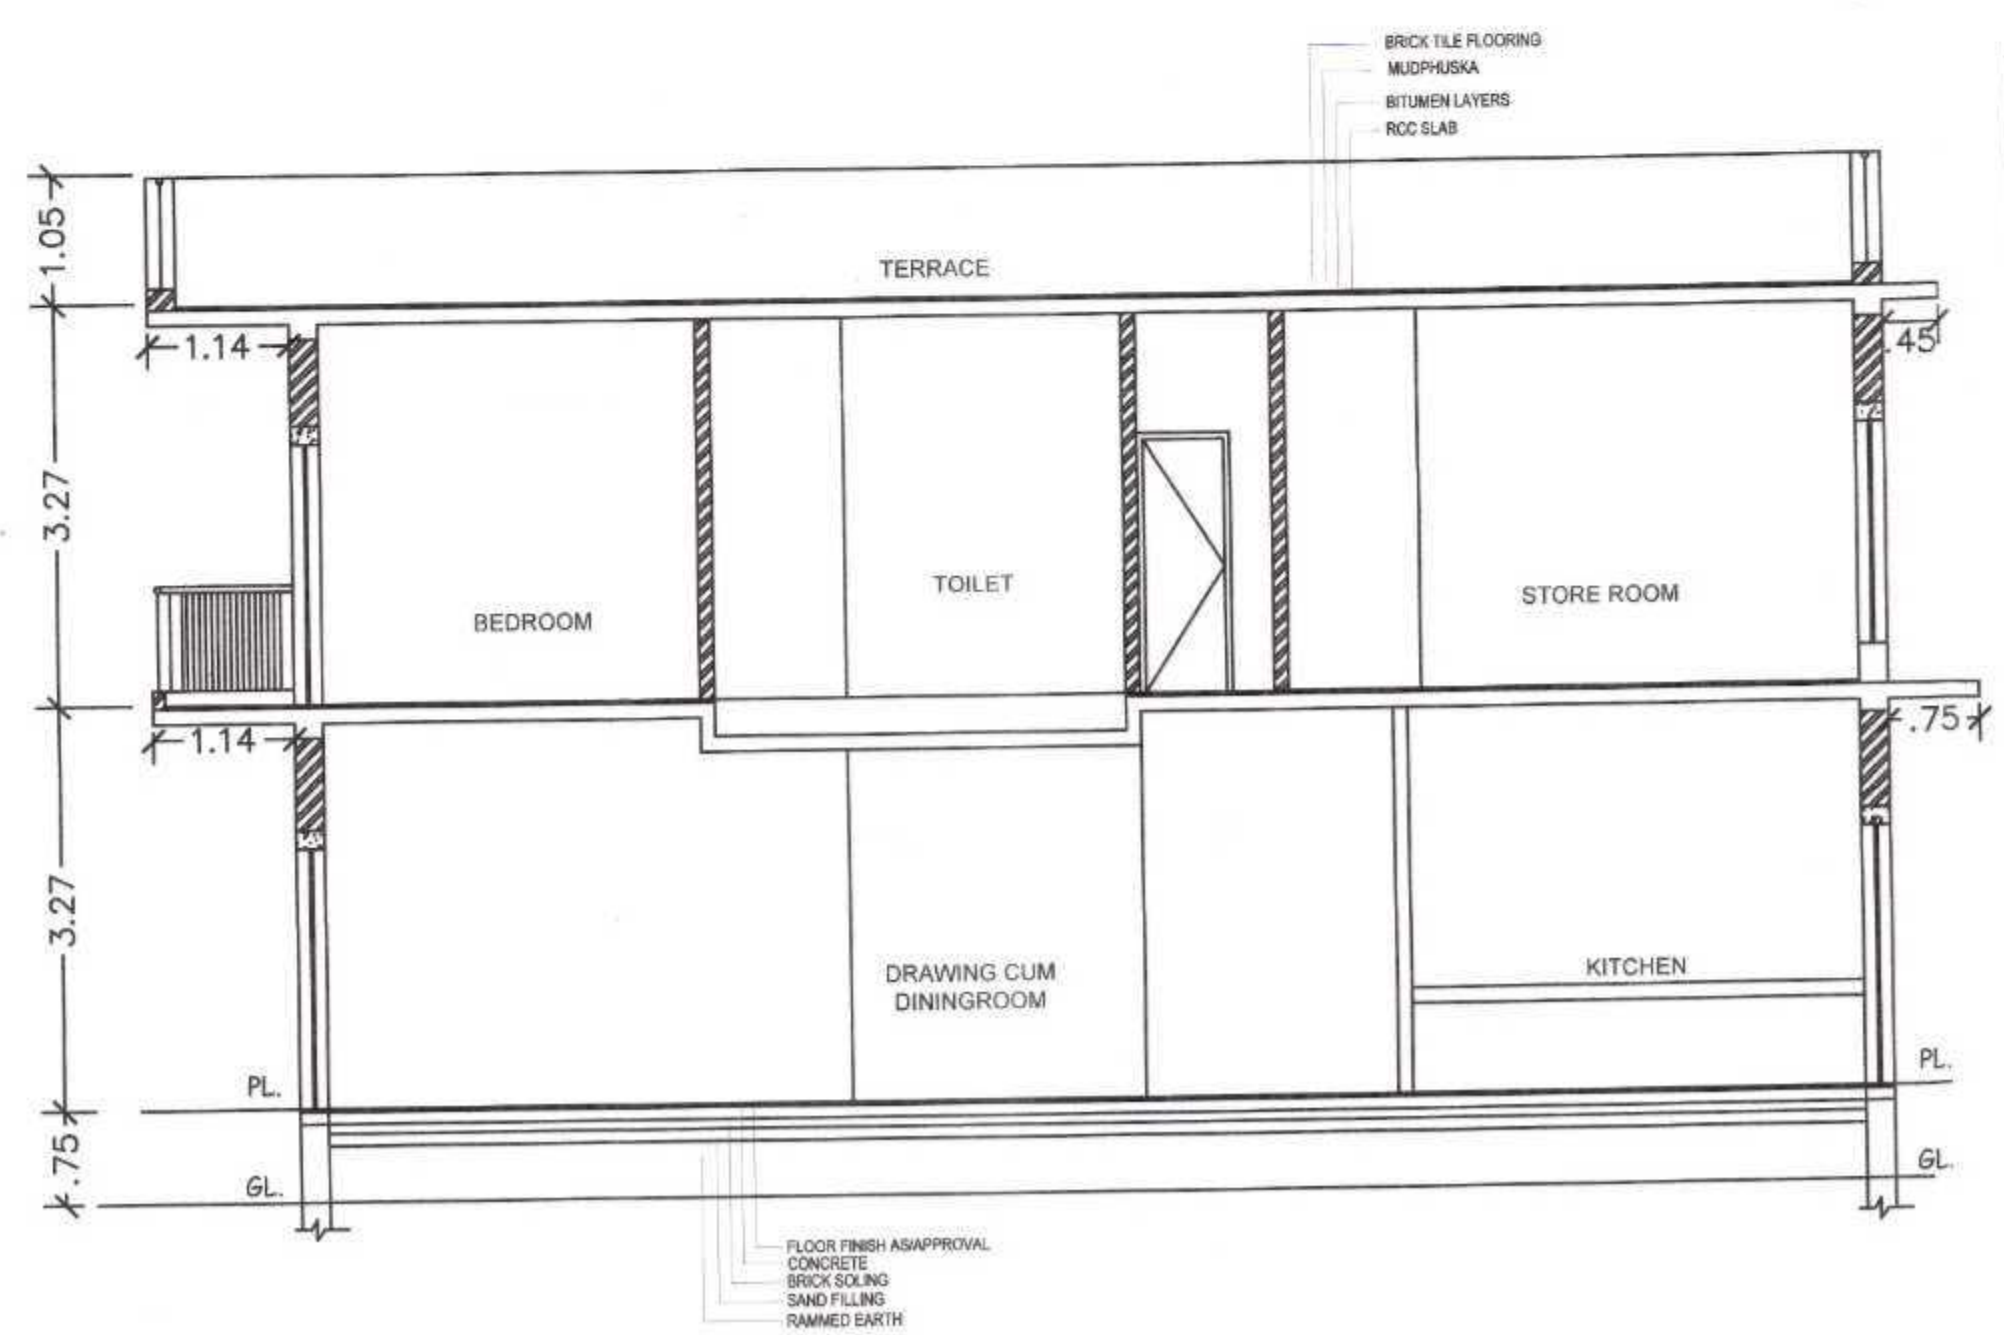 BRICK TILE FLOORING
MUDPHUSKA
BITUMEN LAYERS
RCC SLAB
1.05
TERRACE
1.14
.45
3.27
TOILET
STORE ROOM
BEDROOM
1.14
.75
3.27
DRAWING CUM
DININGROOM
KITCHEN
PL.
PL.
.75
GL.
GL.
FLOOR FINISH AS/APPROVAL
CONCRETE
BRICK SOLING
SAND FILLING
RAMMED EARTH